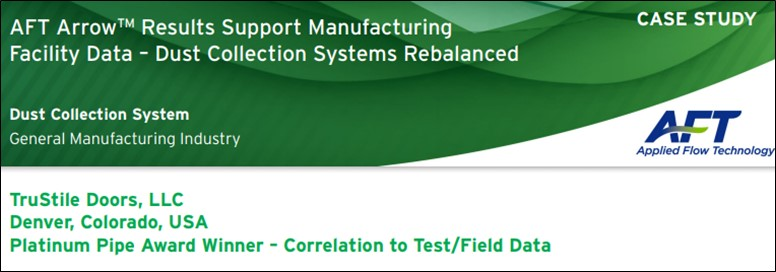 AFT Arrow™ Results Support Manufacturing
Facility Data – Dust Collection Systems Rebalanced
CASE STUDY
Dust Collection System
General Manufacturing Industry
AFT
Applied Flow Technology
TruStile Doors, LLC
Denver, Colorado, USA
Platinum Pipe Award Winner – Correlation to Test/Field Data